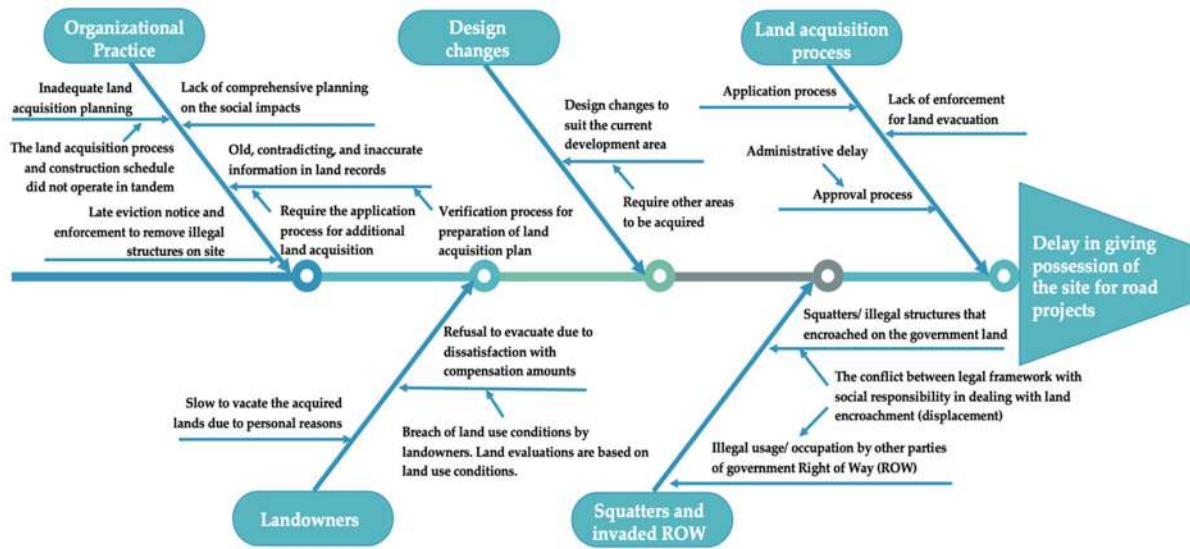 Organizational
Practice
Design
changes
Land acquisition
process
Inadequate land
acquisition planning
Lack of comprehensive planning
on the social impacts
The land acquisition process
and construction schedule
did not operate in tandem
Old, contradicting, and inaccurate
information in land records
Late eviction notice and
enforcement to remove illegal
structures on site
Require the application
process for additional
land acquisition
Verification process for
preparation of land
acquisition plan
Design changes to
suit the current
development area
Require other areas
to be acquired
Application process
Lack of enforcement
for land evacuation
Administrative delay
Approval process
Delay in giving
possession of
the site for road
projects
Refusal to evacuate due to
dissatisfaction with
compensation amounts
Slow to vacate the acquired
lands due to personal reasons
Breach of land use conditions by
landowners. Land evaluations are based on
land use conditions.
Squatters/ illegal structures that
encroached on the government land
The conflict between legal framework with
social responsibility in dealing with land
encroachment (displacement)
Illegal usage/ occupation by other parties
of government Right of Way (ROW)
Landowners
Squatters and
invaded ROW